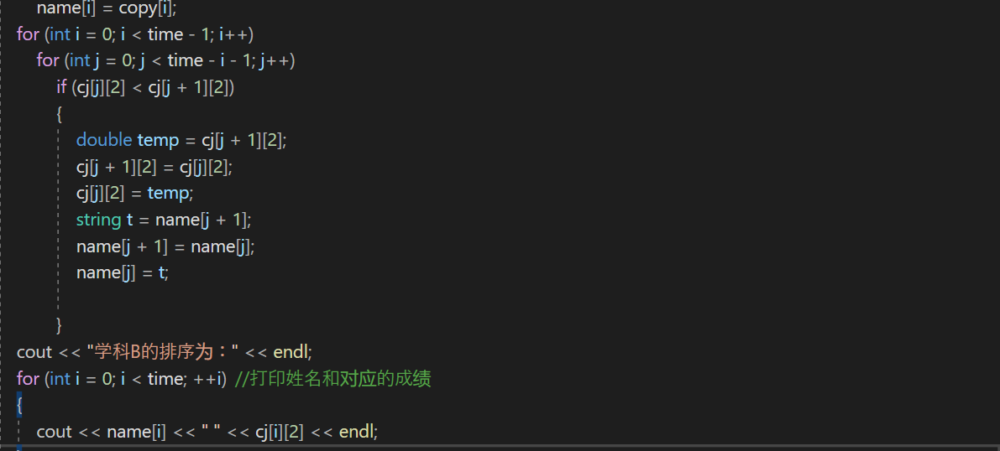 name[i] = copy[i];
for (int i = 0; i < time - 1; i++)
for (int j = 0; j < time - i - 1; j++)
if (cj[j][2] < cj[j + 1][2])
{
double temp = cj[j + 1][2];
cj[j + 1][2] = cj[j][2];
cj[j][2] = temp;
string t = name[j + 1];
name[j + 1] = name[j];
name[j] = t;
}
cout << "学科B的排序为：" << endl;
for (int i = 0; i < time; ++i) //打印姓名和对应的成绩
{
cout << name[i] << " " << cj[i][2] << endl;